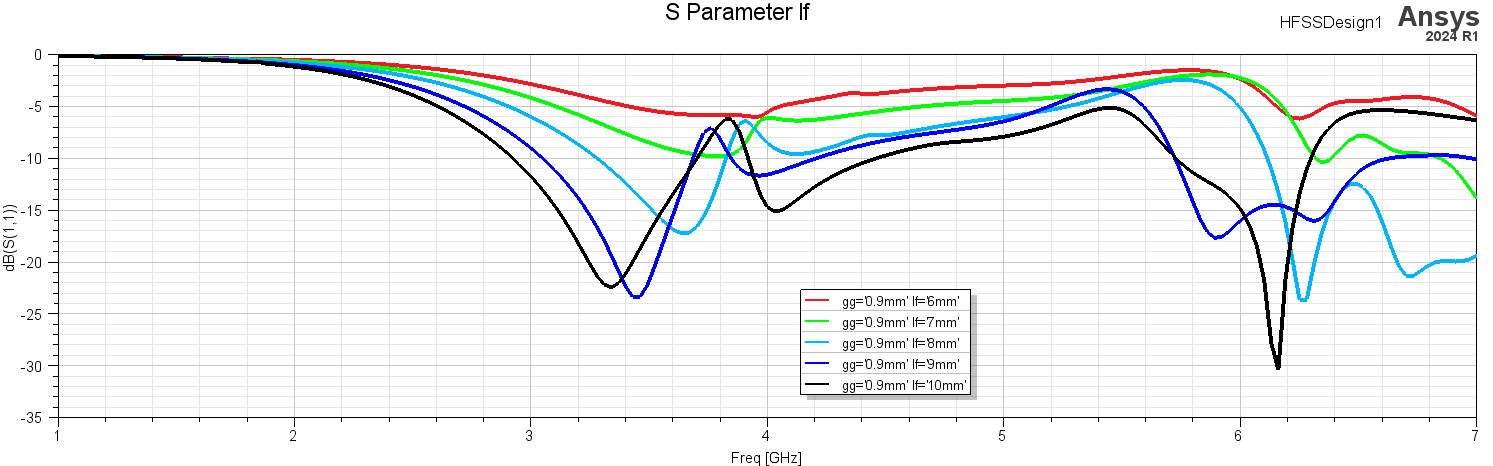 S Parameter lf
HFSSDesign1
Ansys
2024 R1
0
-5
-10
-15
-20
-25
-30
-35
dB(S(1,1))
gg='0.9mm' lf='6mm'
gg='0.9mm' lf='7mm'
gg='0.9mm' lf='8mm'
gg='0.9mm' lf='9mm'
gg='0.9mm' lf='10mm'
1 2 3 4 5 6 7
Freq [GHz]